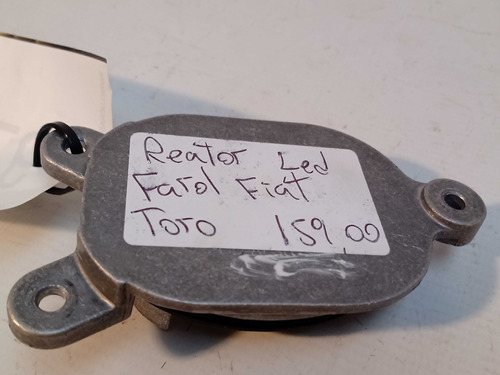 Reator Led
Farol Fiat
Toro 159,00